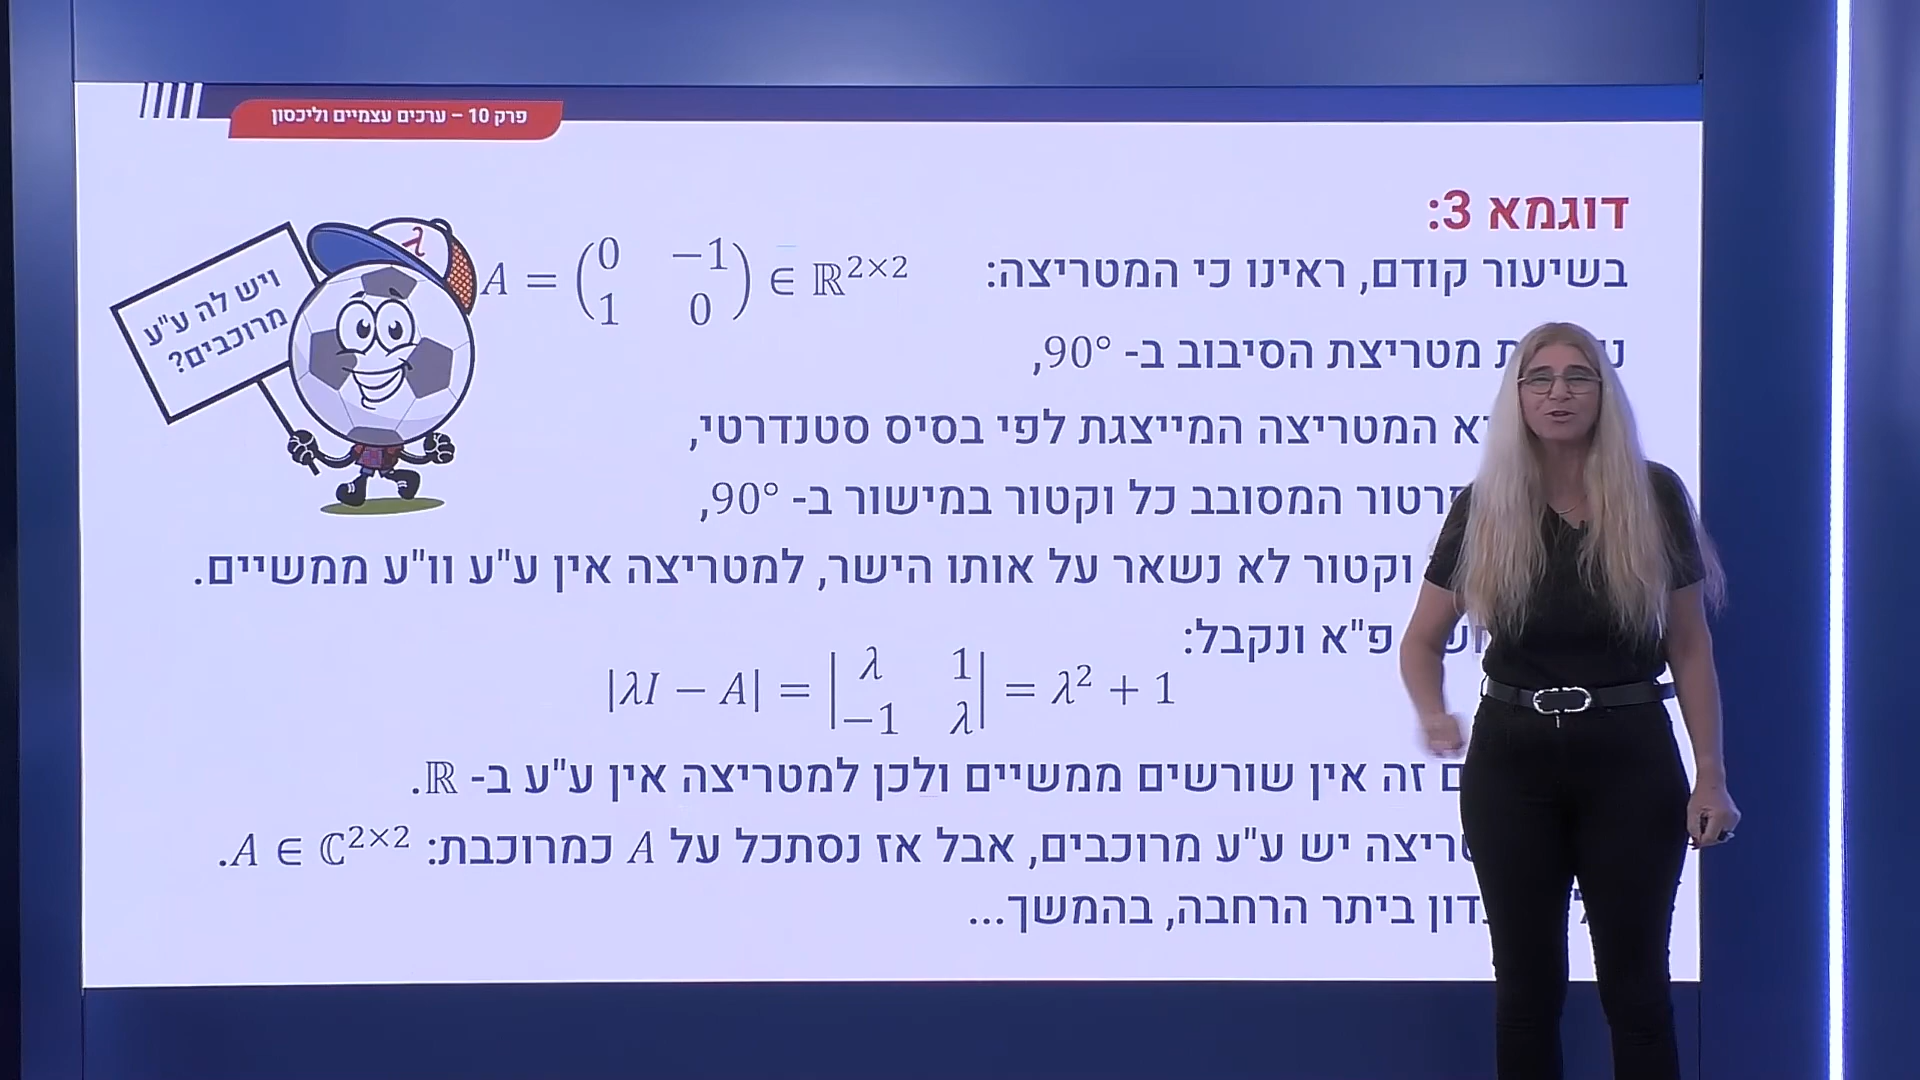 פרק 10 – ערכים עצמיים וליכסון
דוגמא 3:
בשיעור קודם, ראינו כי המטריצה: A = (0 −1 1 0) ∈ ℝ^{2×2}
מטריצת הסיבוב ב- 90°,
המטריצה המייצגת לפי בסיס סטנדרטי,
המסובב כל וקטור במישור ב- 90°,
וקטור לא נשאר על אותו הישר, למטריצה אין ע"ע וו"ע ממשיים.
פ"א ונקבל:
|λI − A| = |λ 1 −1 λ| = λ² + 1
זה אין שורשים ממשיים ולכן למטריצה אין ע"ע ב- ℝ.
יש ע"ע מרוכבים, אבל אז נסתכל על A כמרוכבת: A ∈ ℂ^{2×2}.
ביתר הרחבה, בהמשך...
λ
ויש לה ע"ע
מרוכבים?